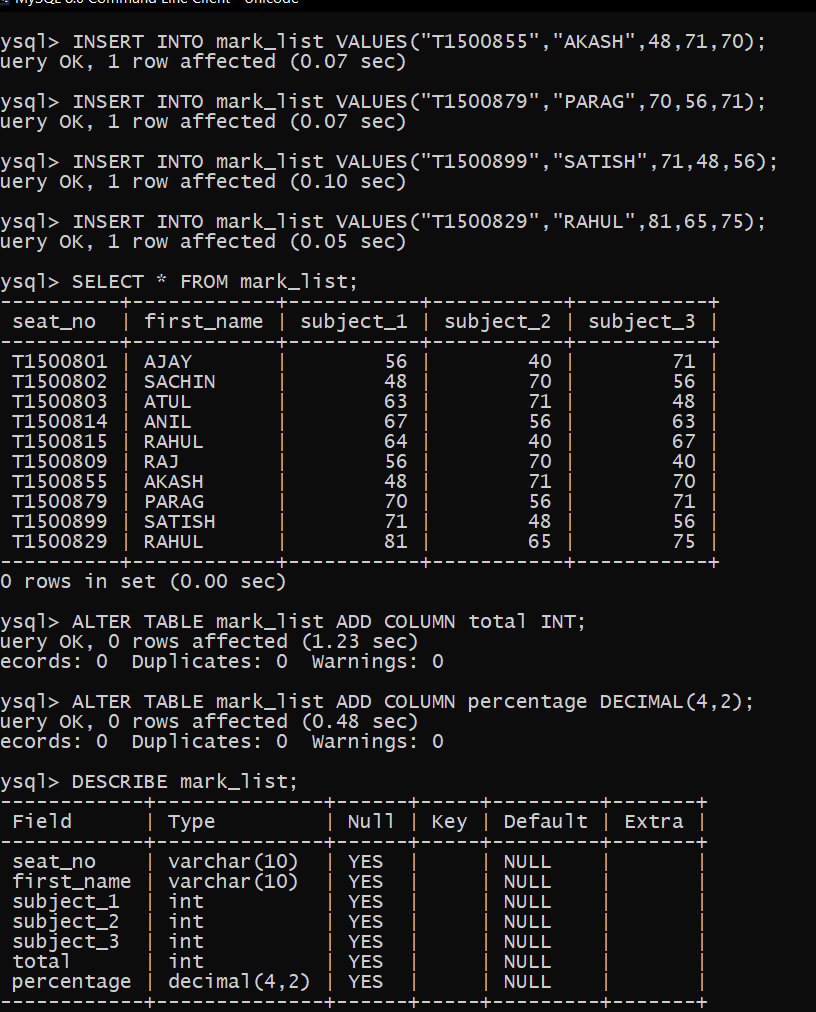 MySQL 8.0 Command Line Client - Unicode
ysql> INSERT INTO mark_list VALUES("T1500855","AKASH",48,71,70);
uery OK, 1 row affected (0.07 sec)
ysql> INSERT INTO mark_list VALUES("T1500879","PARAG",70,56,71);
uery OK, 1 row affected (0.07 sec)
ysql> INSERT INTO mark_list VALUES("T1500899","SATISH",71,48,56);
uery OK, 1 row affected (0.10 sec)
ysql> INSERT INTO mark_list VALUES("T1500829","RAHUL",81,65,75);
uery OK, 1 row affected (0.05 sec)
ysql> SELECT * FROM mark_list;
----------+------------+-----------+-----------+-----------+
seat_no | first_name | subject_1 | subject_2 | subject_3 |
----------+------------+-----------+-----------+-----------+
T1500801 | AJAY | 56 | 40 | 71 |
T1500802 | SACHIN | 48 | 70 | 56 |
T1500803 | ATUL | 63 | 71 | 48 |
T1500814 | ANIL | 67 | 56 | 63 |
T1500815 | RAHUL | 64 | 40 | 67 |
T1500809 | RAJ | 56 | 70 | 40 |
T1500855 | AKASH | 48 | 71 | 70 |
T1500879 | PARAG | 70 | 56 | 71 |
T1500899 | SATISH | 71 | 48 | 56 |
T1500829 | RAHUL | 81 | 65 | 75 |
----------+------------+-----------+-----------+-----------+
0 rows in set (0.00 sec)
ysql> ALTER TABLE mark_list ADD COLUMN total INT;
uery OK, 0 rows affected (1.23 sec)
ecords: 0  Duplicates: 0  Warnings: 0
ysql> ALTER TABLE mark_list ADD COLUMN percentage DECIMAL(4,2);
uery OK, 0 rows affected (0.48 sec)
ecords: 0  Duplicates: 0  Warnings: 0
ysql> DESCRIBE mark_list;
------------+--------------+------+-----+---------+-------+
Field | Type | Null | Key | Default | Extra |
------------+--------------+------+-----+---------+-------+
seat_no | varchar(10) | YES | | NULL | |
first_name | varchar(10) | YES | | NULL | |
subject_1 | int | YES | | NULL | |
subject_2 | int | YES | | NULL | |
subject_3 | int | YES | | NULL | |
total | int | YES | | NULL | |
percentage | decimal(4,2) | YES | | NULL | |
------------+--------------+------+-----+---------+-------+